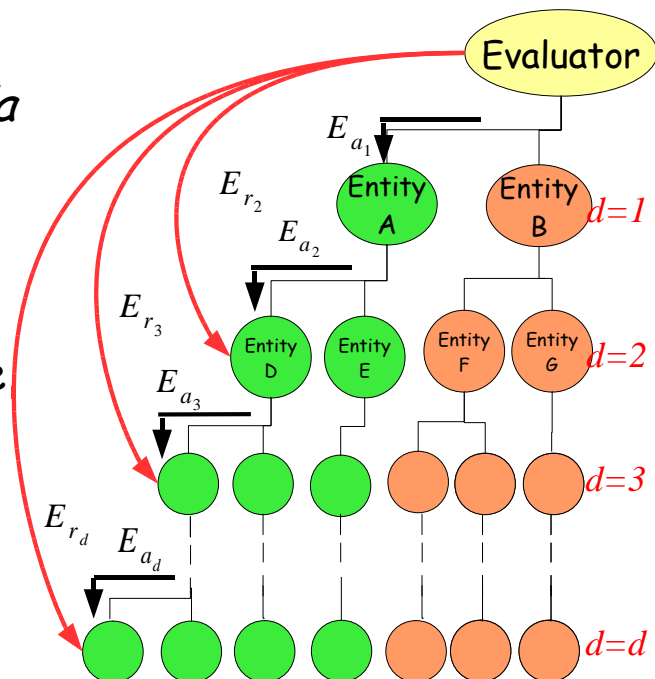 Evaluator
la
E_{a_1}
Entity
A
Entity
B
d=1
E_{r_2}
E_{a_2}
E_{r_3}
Entity
D
Entity
E
Entity
F
Entity
G
d=2
E_{a_3}
d=3
E_{r_d}
E_{a_d}
d=d